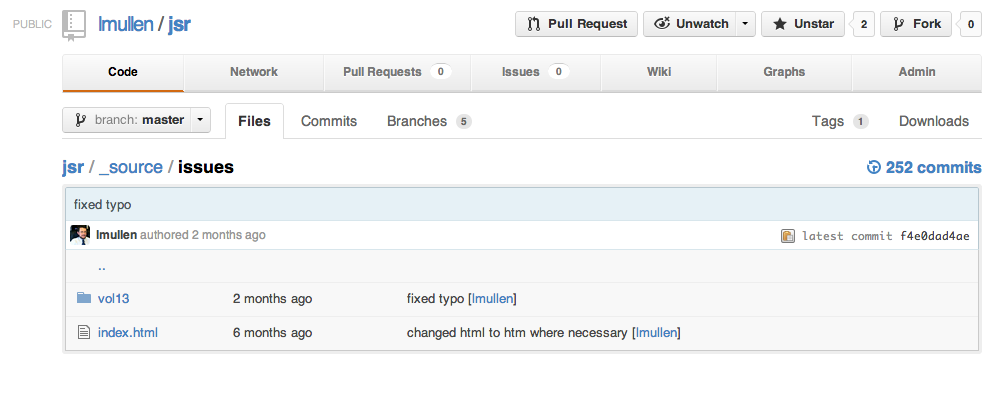 PUBLIC lmullen / jsr Pull Request Unwatch Unstar 2 Fork 0
Code Network Pull Requests 0 Issues 0 Wiki Graphs Admin
branch: master Files Commits Branches 5 Tags 1 Downloads
jsr / _source / issues 252 commits
fixed typo
lmullen authored 2 months ago latest commit f4e0dad4ae
..
vol13 2 months ago fixed typo [lmullen]
index.html 6 months ago changed html to htm where necessary [lmullen]